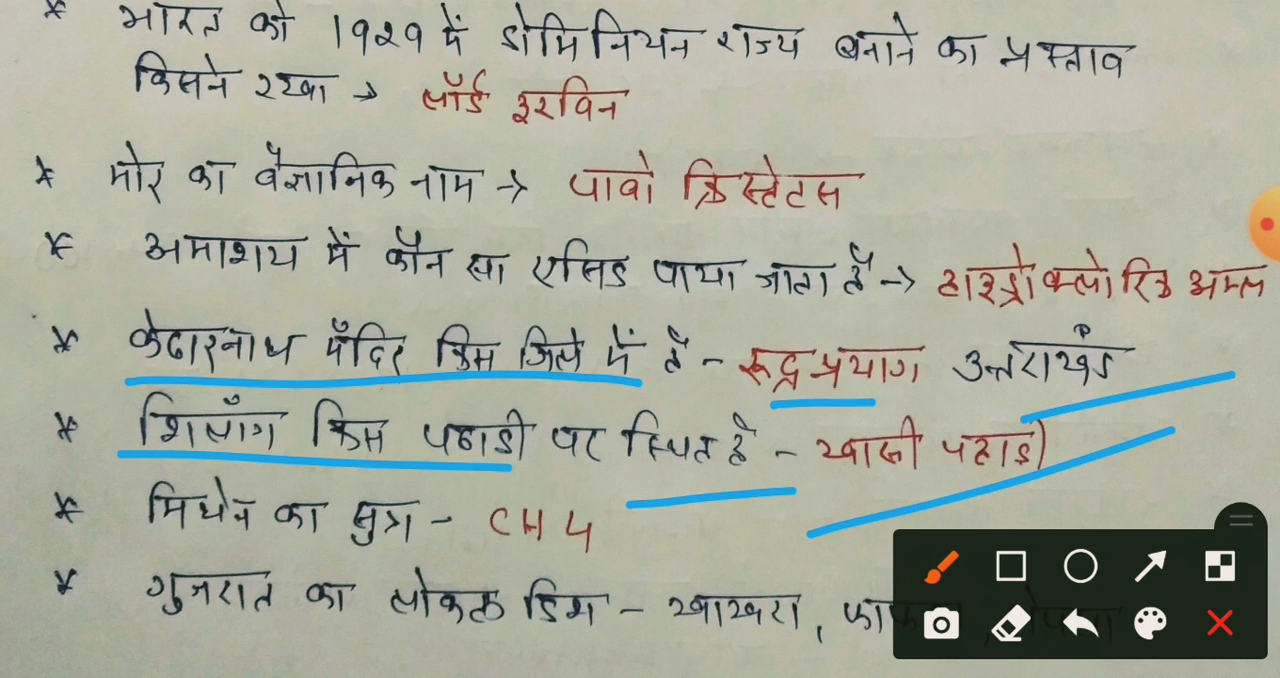 * भारत को 1929 में डोमिनियन राज्य बनाने का प्रस्ताव
किसने रखा → लॉर्ड इरविन
* मोर का वैज्ञानिक नाम → पावो क्रिस्टेटस
* अमाशय में कौन सा एसिड पाया जाता है → हाइड्रोक्लोरिक अम्ल
* केदारनाथ मंदिर किस जिले में है - रूद्रप्रयाग उत्तराखंड
* शिलाँग किस पहाडी पर स्थित है - खासी पहाड़ी
* मिथेन का सुत्र - CH4
* गुजरात का लोकल डिश - खाखरा,